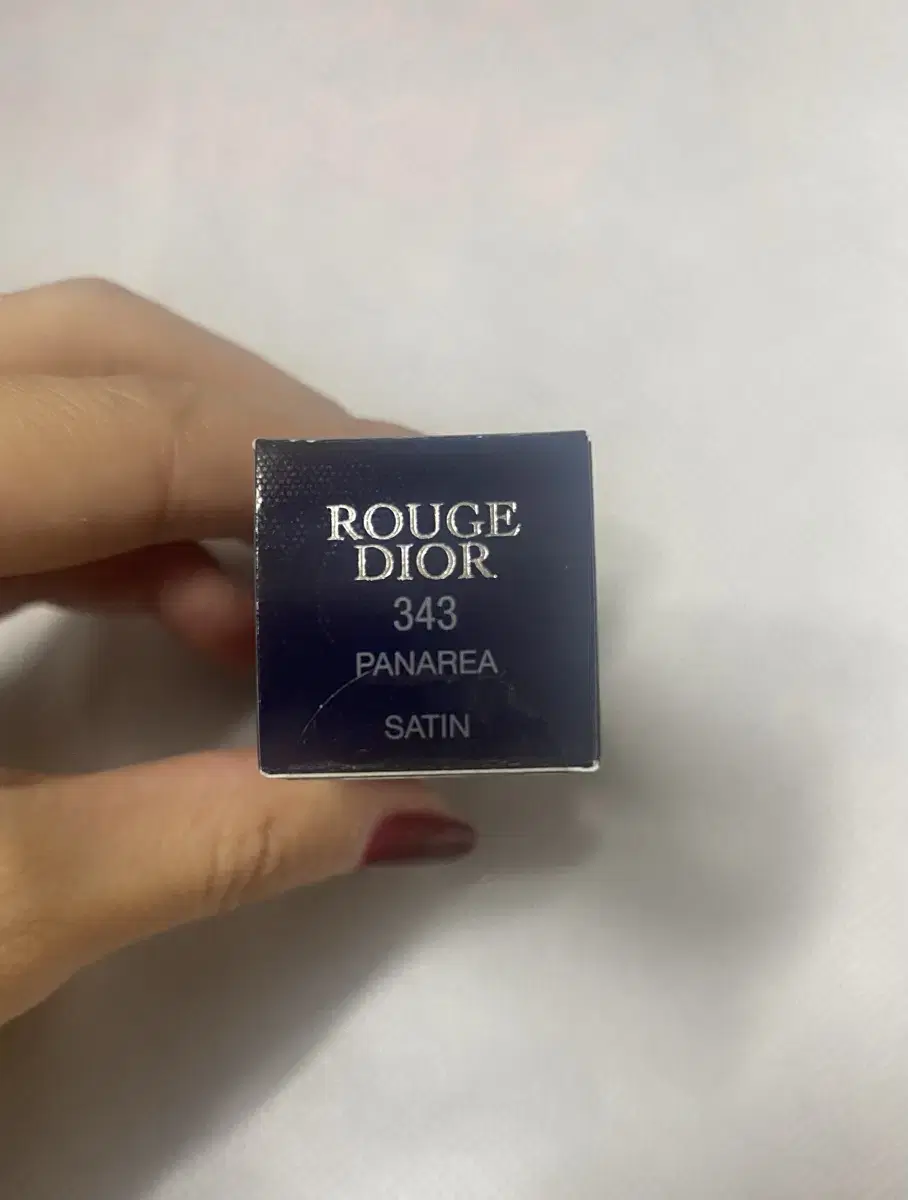 ROUGE
DIOR
343
PANAREA
SATIN